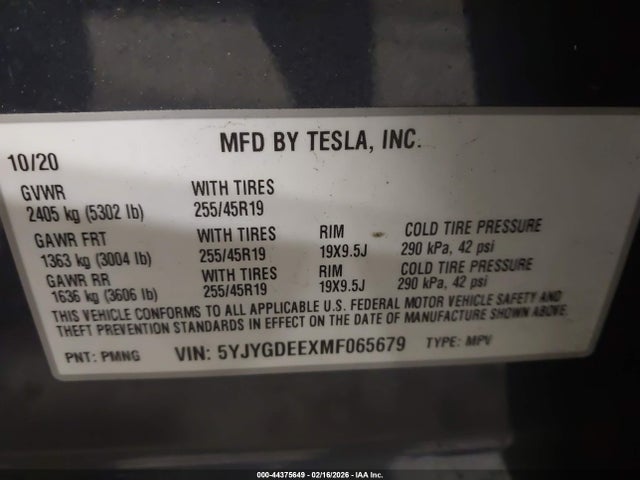 MFD BY TESLA, INC.
10/20
GVWR WITH TIRES
2405 kg (5302 lb) 255/45R19
GAWR FRT WITH TIRES RIM COLD TIRE PRESSURE
1363 kg (3004 lb) 255/45R19 19X9.5J 290 kPa, 42 psi
GAWR RR WITH TIRES RIM COLD TIRE PRESSURE
1636 kg (3606 lb) 255/45R19 19X9.5J 290 kPa, 42 psi
THIS VEHICLE CONFORMS TO ALL APPLICABLE U.S. FEDERAL MOTOR VEHICLE SAFETY AND
THEFT PREVENTION STANDARDS IN EFFECT ON THE DATE OF MANUFACTURE SHOWN ABOVE.
PNT: PMNG VIN: 5YJYGDEEXMF065679 TYPE: MPV
000-44375649 - 02/16/2026 - IAA Inc.